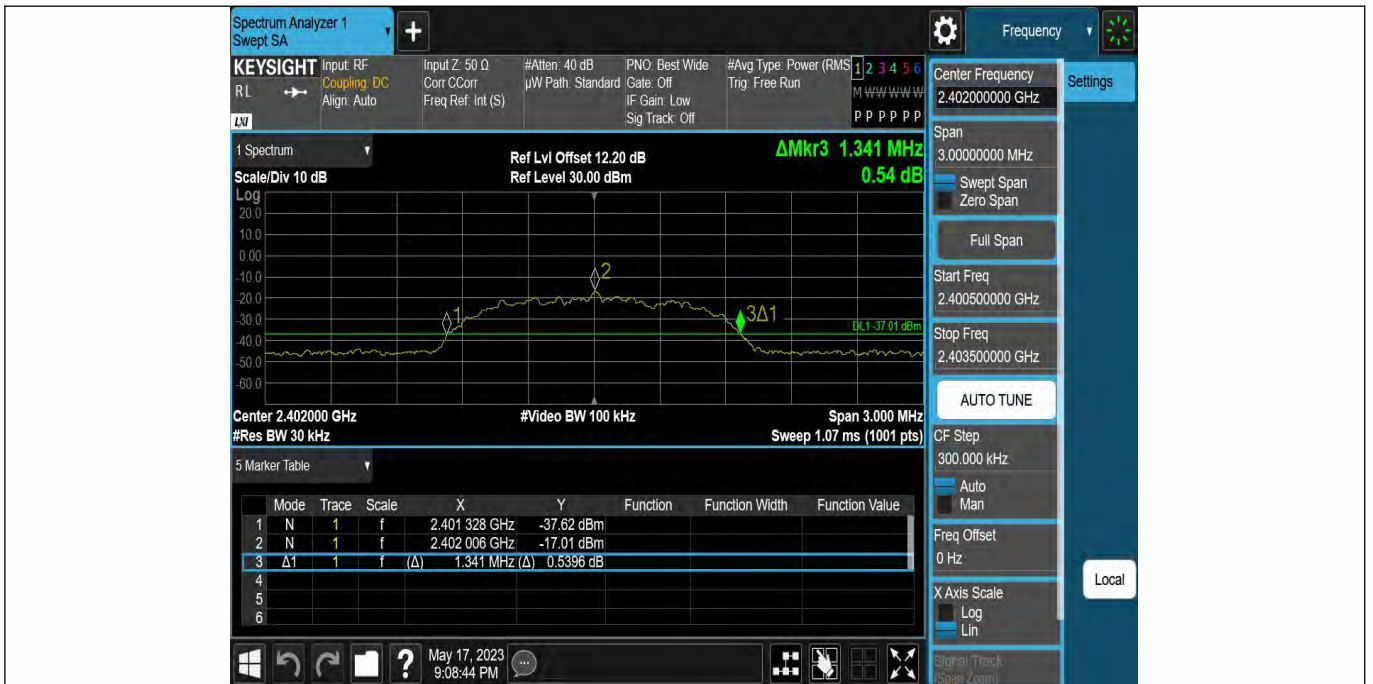 Spectrum Analyzer 1
Swept SA
+
Frequency
KEYSIGHT
RL
LXI
Input: RF
Coupling: DC
Align: Auto
Input Z: 50 Ω
Corr CCorr
Freq Ref: Int (S)
#Atten: 40 dB
µW Path: Standard
PNO: Best Wide
Gate: Off
IF Gain: Low
Sig Track: Off
#Avg Type: Power (RMS
Trig: Free Run
1 2 3 4 5 6
M W W W W W
P P P P P P
1 Spectrum
Scale/Div 10 dB
Ref Lvl Offset 12.20 dB
Ref Level 30.00 dBm
ΔMkr3 1.341 MHz
0.54 dB
Log
20.0
10.0
0.00
-10.0
-20.0
-30.0
-40.0
-50.0
-60.0
1
2
3Δ1
DL1 -37.01 dBm
Center 2.402000 GHz
#Video BW 100 kHz
Span 3.000 MHz
#Res BW 30 kHz
Sweep 1.07 ms (1001 pts)
5 Marker Table
Mode Trace Scale X Y Function Function Width Function Value
1 N 1 f 2.401 328 GHz -37.62 dBm
2 N 1 f 2.402 006 GHz -17.01 dBm
3 Δ1 1 f (Δ) 1.341 MHz (Δ) 0.5396 dB
4
5
6
?
May 17, 2023
9:08:44 PM
Center Frequency
2.402000000 GHz
Settings
Span
3.00000000 MHz
Swept Span
Zero Span
Full Span
Start Freq
2.400500000 GHz
Stop Freq
2.403500000 GHz
AUTO TUNE
CF Step
300.000 kHz
Auto
Man
Freq Offset
0 Hz
X Axis Scale
Log
Lin
Signal Track
(Span Zoom)
Local